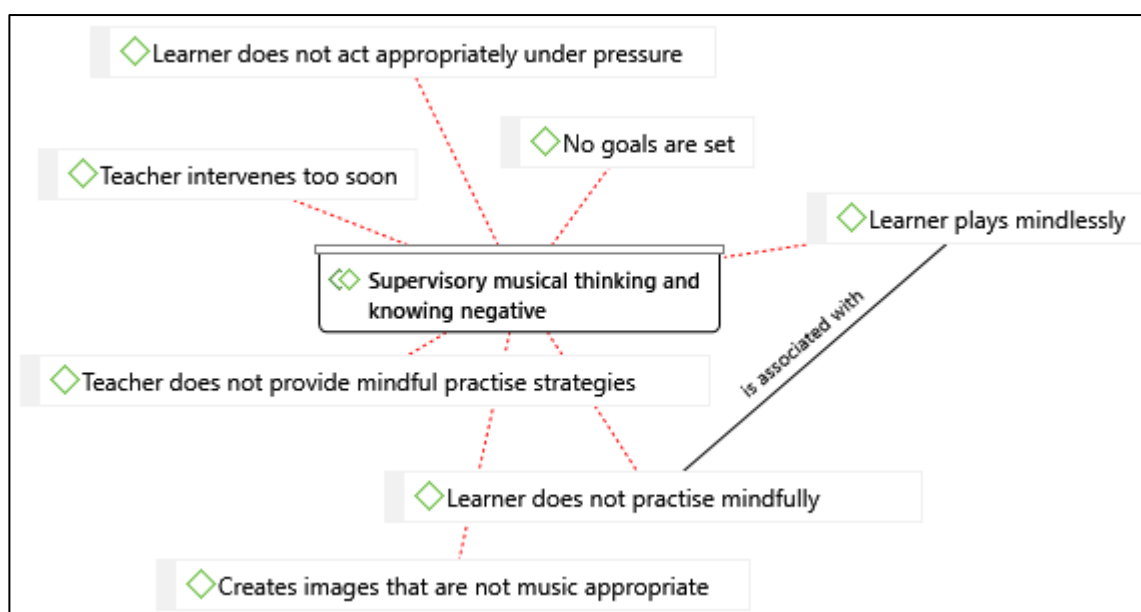 Learner does not act appropriately under pressure
No goals are set
Teacher intervenes too soon
Learner plays mindlessly
Supervisory musical thinking and
knowing negative
is associated with
Teacher does not provide mindful practise strategies
Learner does not practise mindfully
Creates images that are not music appropriate